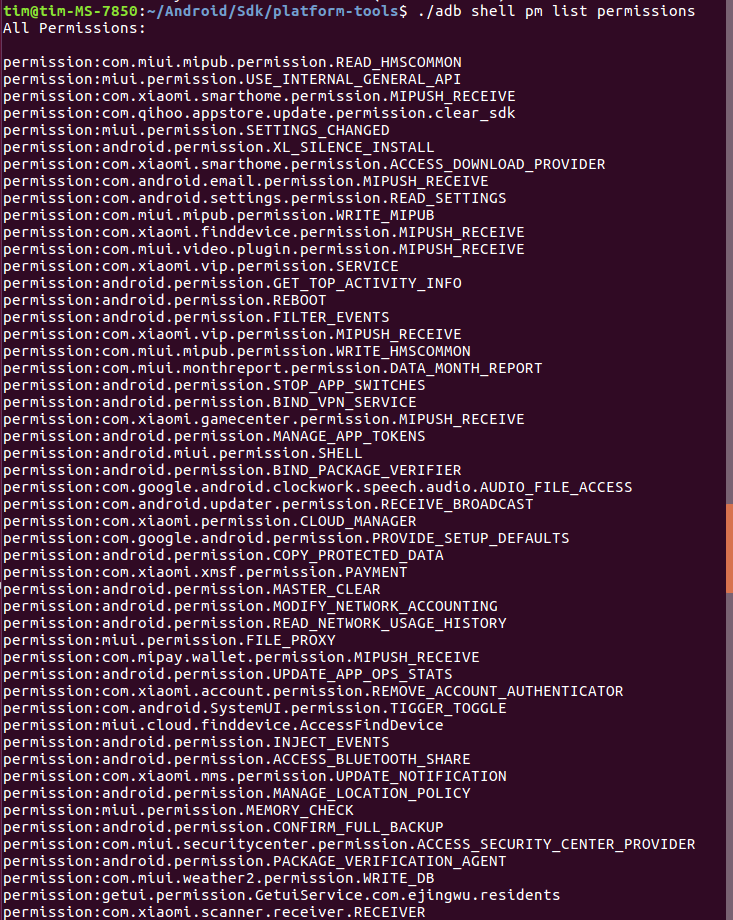 tim@tim-MS-7850:~/Android/Sdk/platform-tools$ ./adb shell pm list permissions
All Permissions:
permission:com.miui.mipub.permission.READ_HMSCOMMON
permission:miui.permission.USE_INTERNAL_GENERAL_API
permission:com.xiaomi.smarthome.permission.MIPUSH_RECEIVE
permission:com.qihoo.appstore.update.permission.clear_sdk
permission:miui.permission.SETTINGS_CHANGED
permission:android.permission.XL_SILENCE_INSTALL
permission:com.xiaomi.smarthome.permission.ACCESS_DOWNLOAD_PROVIDER
permission:com.android.email.permission.MIPUSH_RECEIVE
permission:com.android.settings.permission.READ_SETTINGS
permission:com.miui.mipub.permission.WRITE_MIPUB
permission:com.xiaomi.finddevice.permission.MIPUSH_RECEIVE
permission:com.miui.video.plugin.permission.MIPUSH_RECEIVE
permission:com.xiaomi.vip.permission.SERVICE
permission:android.permission.GET_TOP_ACTIVITY_INFO
permission:android.permission.REBOOT
permission:android.permission.FILTER_EVENTS
permission:com.xiaomi.vip.permission.MIPUSH_RECEIVE
permission:com.miui.mipub.permission.WRITE_HMSCOMMON
permission:com.miui.monthreport.permission.DATA_MONTH_REPORT
permission:android.permission.STOP_APP_SWITCHES
permission:android.permission.BIND_VPN_SERVICE
permission:com.xiaomi.gamecenter.permission.MIPUSH_RECEIVE
permission:android.permission.MANAGE_APP_TOKENS
permission:android.miui.permission.SHELL
permission:android.permission.BIND_PACKAGE_VERIFIER
permission:com.google.android.clockwork.speech.audio.AUDIO_FILE_ACCESS
permission:com.android.updater.permission.RECEIVE_BROADCAST
permission:com.xiaomi.permission.CLOUD_MANAGER
permission:com.google.android.permission.PROVIDE_SETUP_DEFAULTS
permission:android.permission.COPY_PROTECTED_DATA
permission:com.xiaomi.xmsf.permission.PAYMENT
permission:android.permission.MASTER_CLEAR
permission:android.permission.MODIFY_NETWORK_ACCOUNTING
permission:android.permission.READ_NETWORK_USAGE_HISTORY
permission:miui.permission.FILE_PROXY
permission:com.mipay.wallet.permission.MIPUSH_RECEIVE
permission:android.permission.UPDATE_APP_OPS_STATS
permission:com.xiaomi.account.permission.REMOVE_ACCOUNT_AUTHENTICATOR
permission:com.android.SystemUI.permission.TIGGER_TOGGLE
permission:miui.cloud.finddevice.AccessFindDevice
permission:android.permission.INJECT_EVENTS
permission:android.permission.ACCESS_BLUETOOTH_SHARE
permission:com.xiaomi.mms.permission.UPDATE_NOTIFICATION
permission:android.permission.MANAGE_LOCATION_POLICY
permission:miui.permission.MEMORY_CHECK
permission:android.permission.CONFIRM_FULL_BACKUP
permission:com.miui.securitycenter.permission.ACCESS_SECURITY_CENTER_PROVIDER
permission:android.permission.PACKAGE_VERIFICATION_AGENT
permission:com.miui.weather2.permission.WRITE_DB
permission:getui.permission.GetuiService.com.ejingwu.residents
permission:com.xiaomi.scanner.receiver.RECEIVER